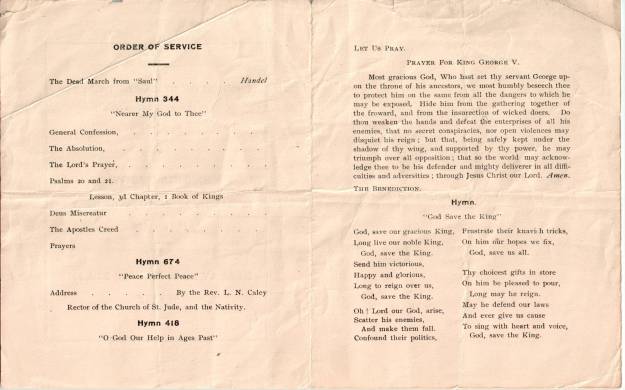 ORDER OF SERVICE
The Dead March from "Saul" . . . . Handel
Hymn 344
"Nearer My God to Thee"
General Confession, . . . . . . .
The Absolution, . . . . . . . .
The Lord's Prayer, . . . . . . .
Psalms 20 and 21.
Lesson, 3d Chapter, 1 Book of Kings
Deus Misereatur . . . . . . .
The Apostles Creed . . . . . . .
Prayers
Hymn 674
"Peace Perfect Peace"
Address . . . . . By the Rev. L. N. Caley
Rector of the Church of St. Jude, and the Nativity.
Hymn 418
"O God Our Help in Ages Past"
LET US PRAY.
PRAYER FOR KING GEORGE V.
Most gracious God, Who hast set thy servant George up-
on the throne of his ancestors, we most humbly beseech thee
to protect him on the same from all the dangers to which he
may be exposed. Hide him from the gathering together of
the froward, and from the insurrection of wicked doers. Do
thou weaken the hands and defeat the enterprises of all his
enemies, that no secret conspiracies, nor open violences may
disquiet his reign; but that, being safely kept under the
shadow of thy wing, and supported by thy power, he may
triumph over all opposition; that so the world may acknow-
ledge thee to be his defender and mighty deliverer in all diffi-
culties and adversities; through Jesus Christ our Lord. Amen.
THE BENEDICTION.
Hymn.
"God Save the King"
God, save our gracious King,
Long live our noble King,
God, save the King.
Send him victorious,
Happy and glorious,
Long to reign over us,
God, save the King.
Oh! Lord our God, arise,
Scatter his enemies,
And make them fall.
Confound their politics,
Frustrate their knavish tricks,
On him our hopes we fix,
God, save us all.
Thy choicest gifts in store
On him be pleased to pour,
Long may he reign.
May he defend our laws
And ever give us cause
To sing with heart and voice,
God, save the King.